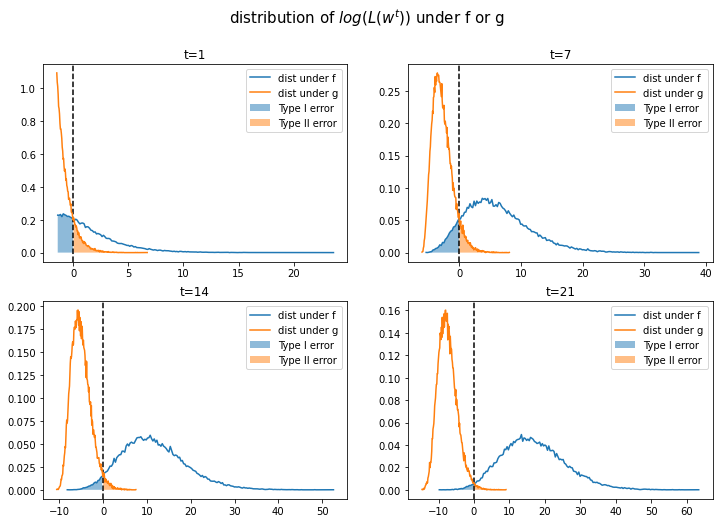 distribution of log(L(w^t)) under f or g
t=1
dist under f
dist under g
Type I error
Type II error
1.0
0.8
0.6
0.4
0.2
0.0
0 5 10 15 20
t=7
dist under f
dist under g
Type I error
Type II error
0.25
0.20
0.15
0.10
0.05
0.00
0 10 20 30 40
t=14
dist under f
dist under g
Type I error
Type II error
0.200
0.175
0.150
0.125
0.100
0.075
0.050
0.025
0.000
−10 0 10 20 30 40 50
t=21
dist under f
dist under g
Type I error
Type II error
0.16
0.14
0.12
0.10
0.08
0.06
0.04
0.02
0.00
−10 0 10 20 30 40 50 60